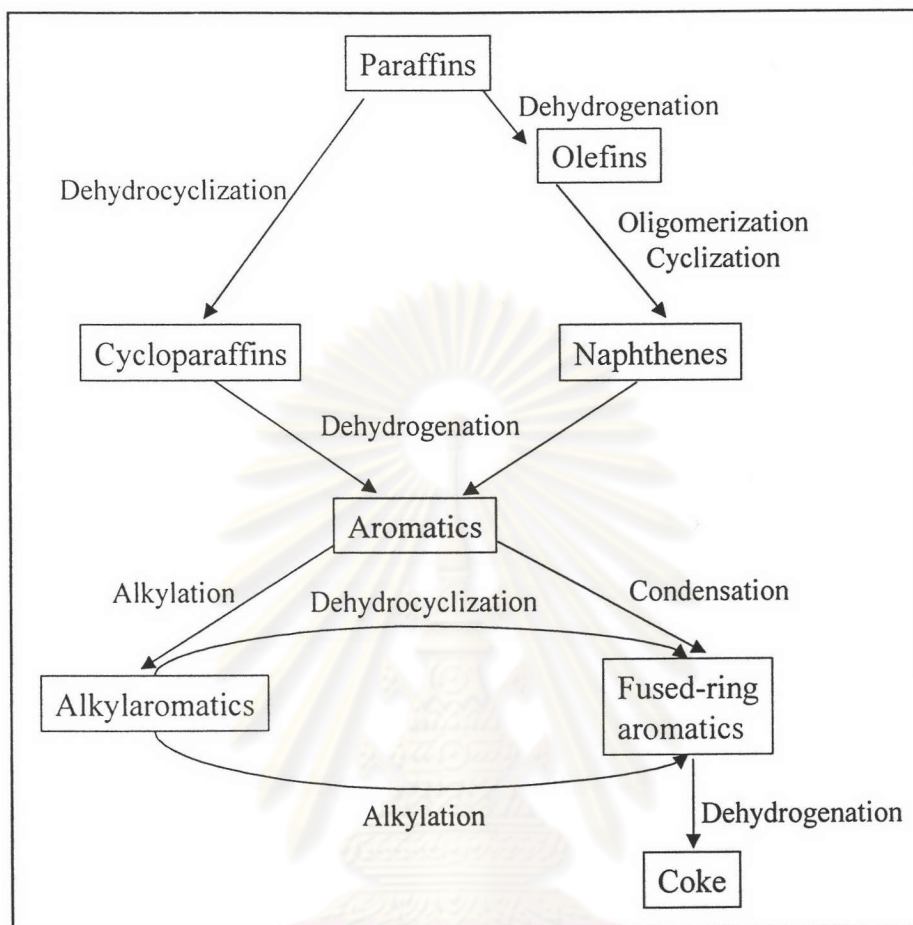 Paraffins
Dehydrogenation
Olefins
Dehydrocyclization
Oligomerization
Cyclization
Cycloparaffins
Naphthenes
Dehydrogenation
Aromatics
Alkylation
Dehydrocyclization
Condensation
Alkylaromatics
Fused-ring
aromatics
Alkylation
Dehydrogenation
Coke